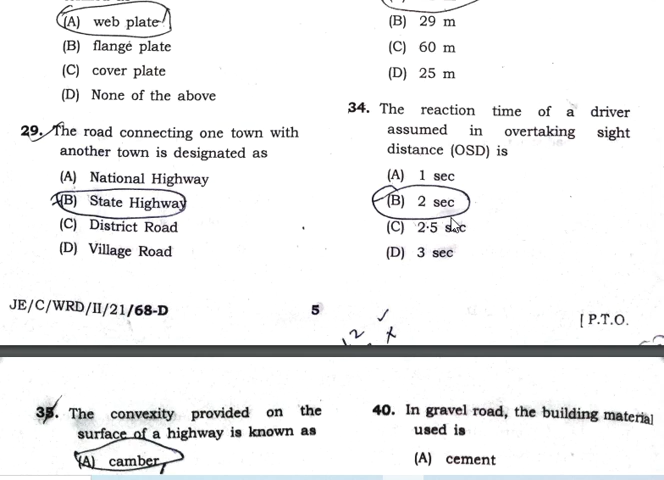 (A) web plate
(B) flange plate
(C) cover plate
(D) None of the above
29. The road connecting one town with
another town is designated as
(A) National Highway
(B) State Highway
(C) District Road
(D) Village Road
(B) 29 m
(C) 60 m
(D) 25 m
34. The reaction time of a driver
assumed in overtaking sight
distance (OSD) is
(A) 1 sec
(B) 2 sec
(C) 2·5 sec
(D) 3 sec
JE/C/WRD/II/21/68-D
5
[ P.T.O.
35. The convexity provided on the
surface of a highway is known as
(A) camber
40. In gravel road, the building material
used is
(A) cement